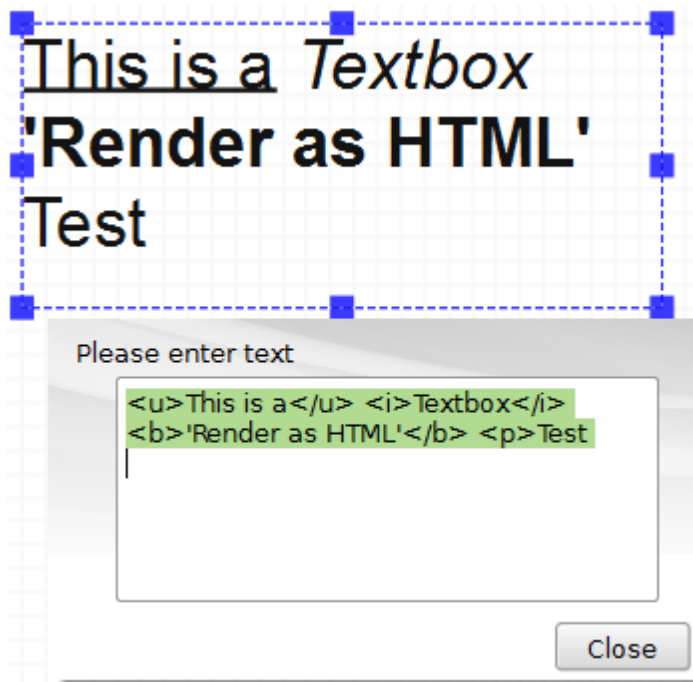 This is a Textbox
'Render as HTML'
Test
Please enter text
<u>This is a</u> <i>Textbox</i>
<b>'Render as HTML'</b> <p>Test
Close